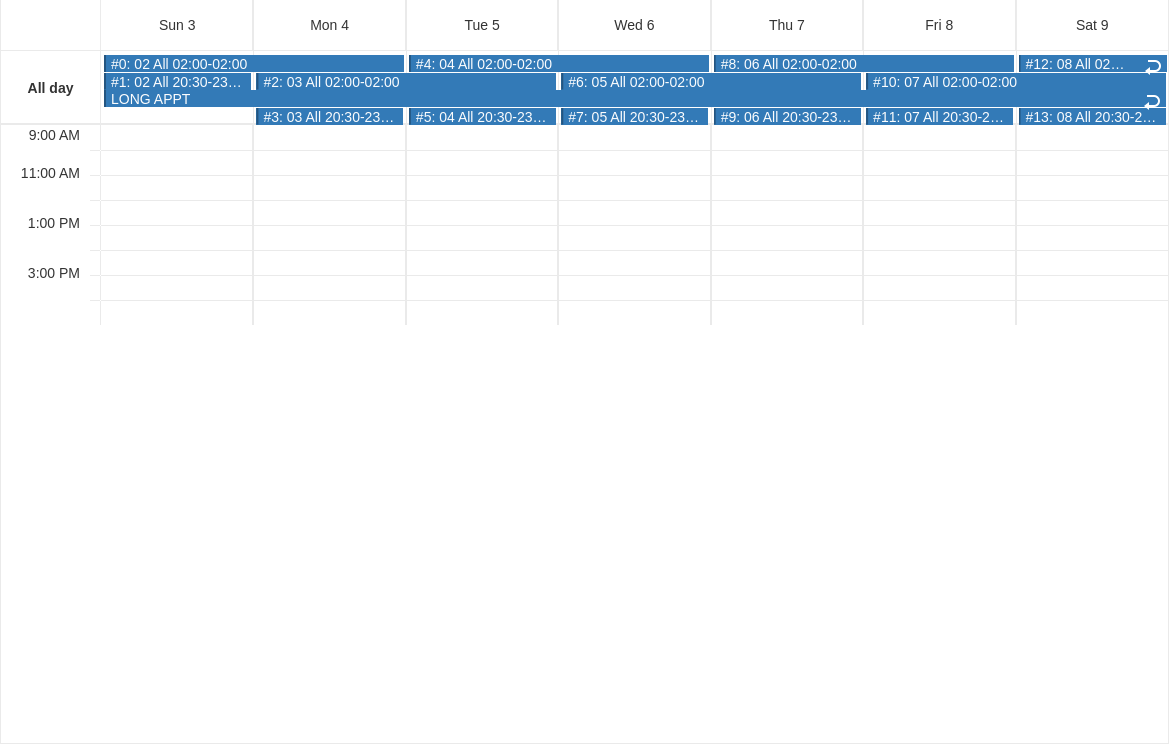 Sun 3 Mon 4 Tue 5 Wed 6 Thu 7 Fri 8 Sat 9
All day
#0: 02 All 02:00-02:00 #4: 04 All 02:00-02:00 #8: 06 All 02:00-02:00 #12: 08 All 02…
#1: 02 All 20:30-23… #2: 03 All 02:00-02:00 #6: 05 All 02:00-02:00 #10: 07 All 02:00-02:00
LONG APPT
#3: 03 All 20:30-23… #5: 04 All 20:30-23… #7: 05 All 20:30-23… #9: 06 All 20:30-23… #11: 07 All 20:30-2… #13: 08 All 20:30-2…
9:00 AM
11:00 AM
1:00 PM
3:00 PM